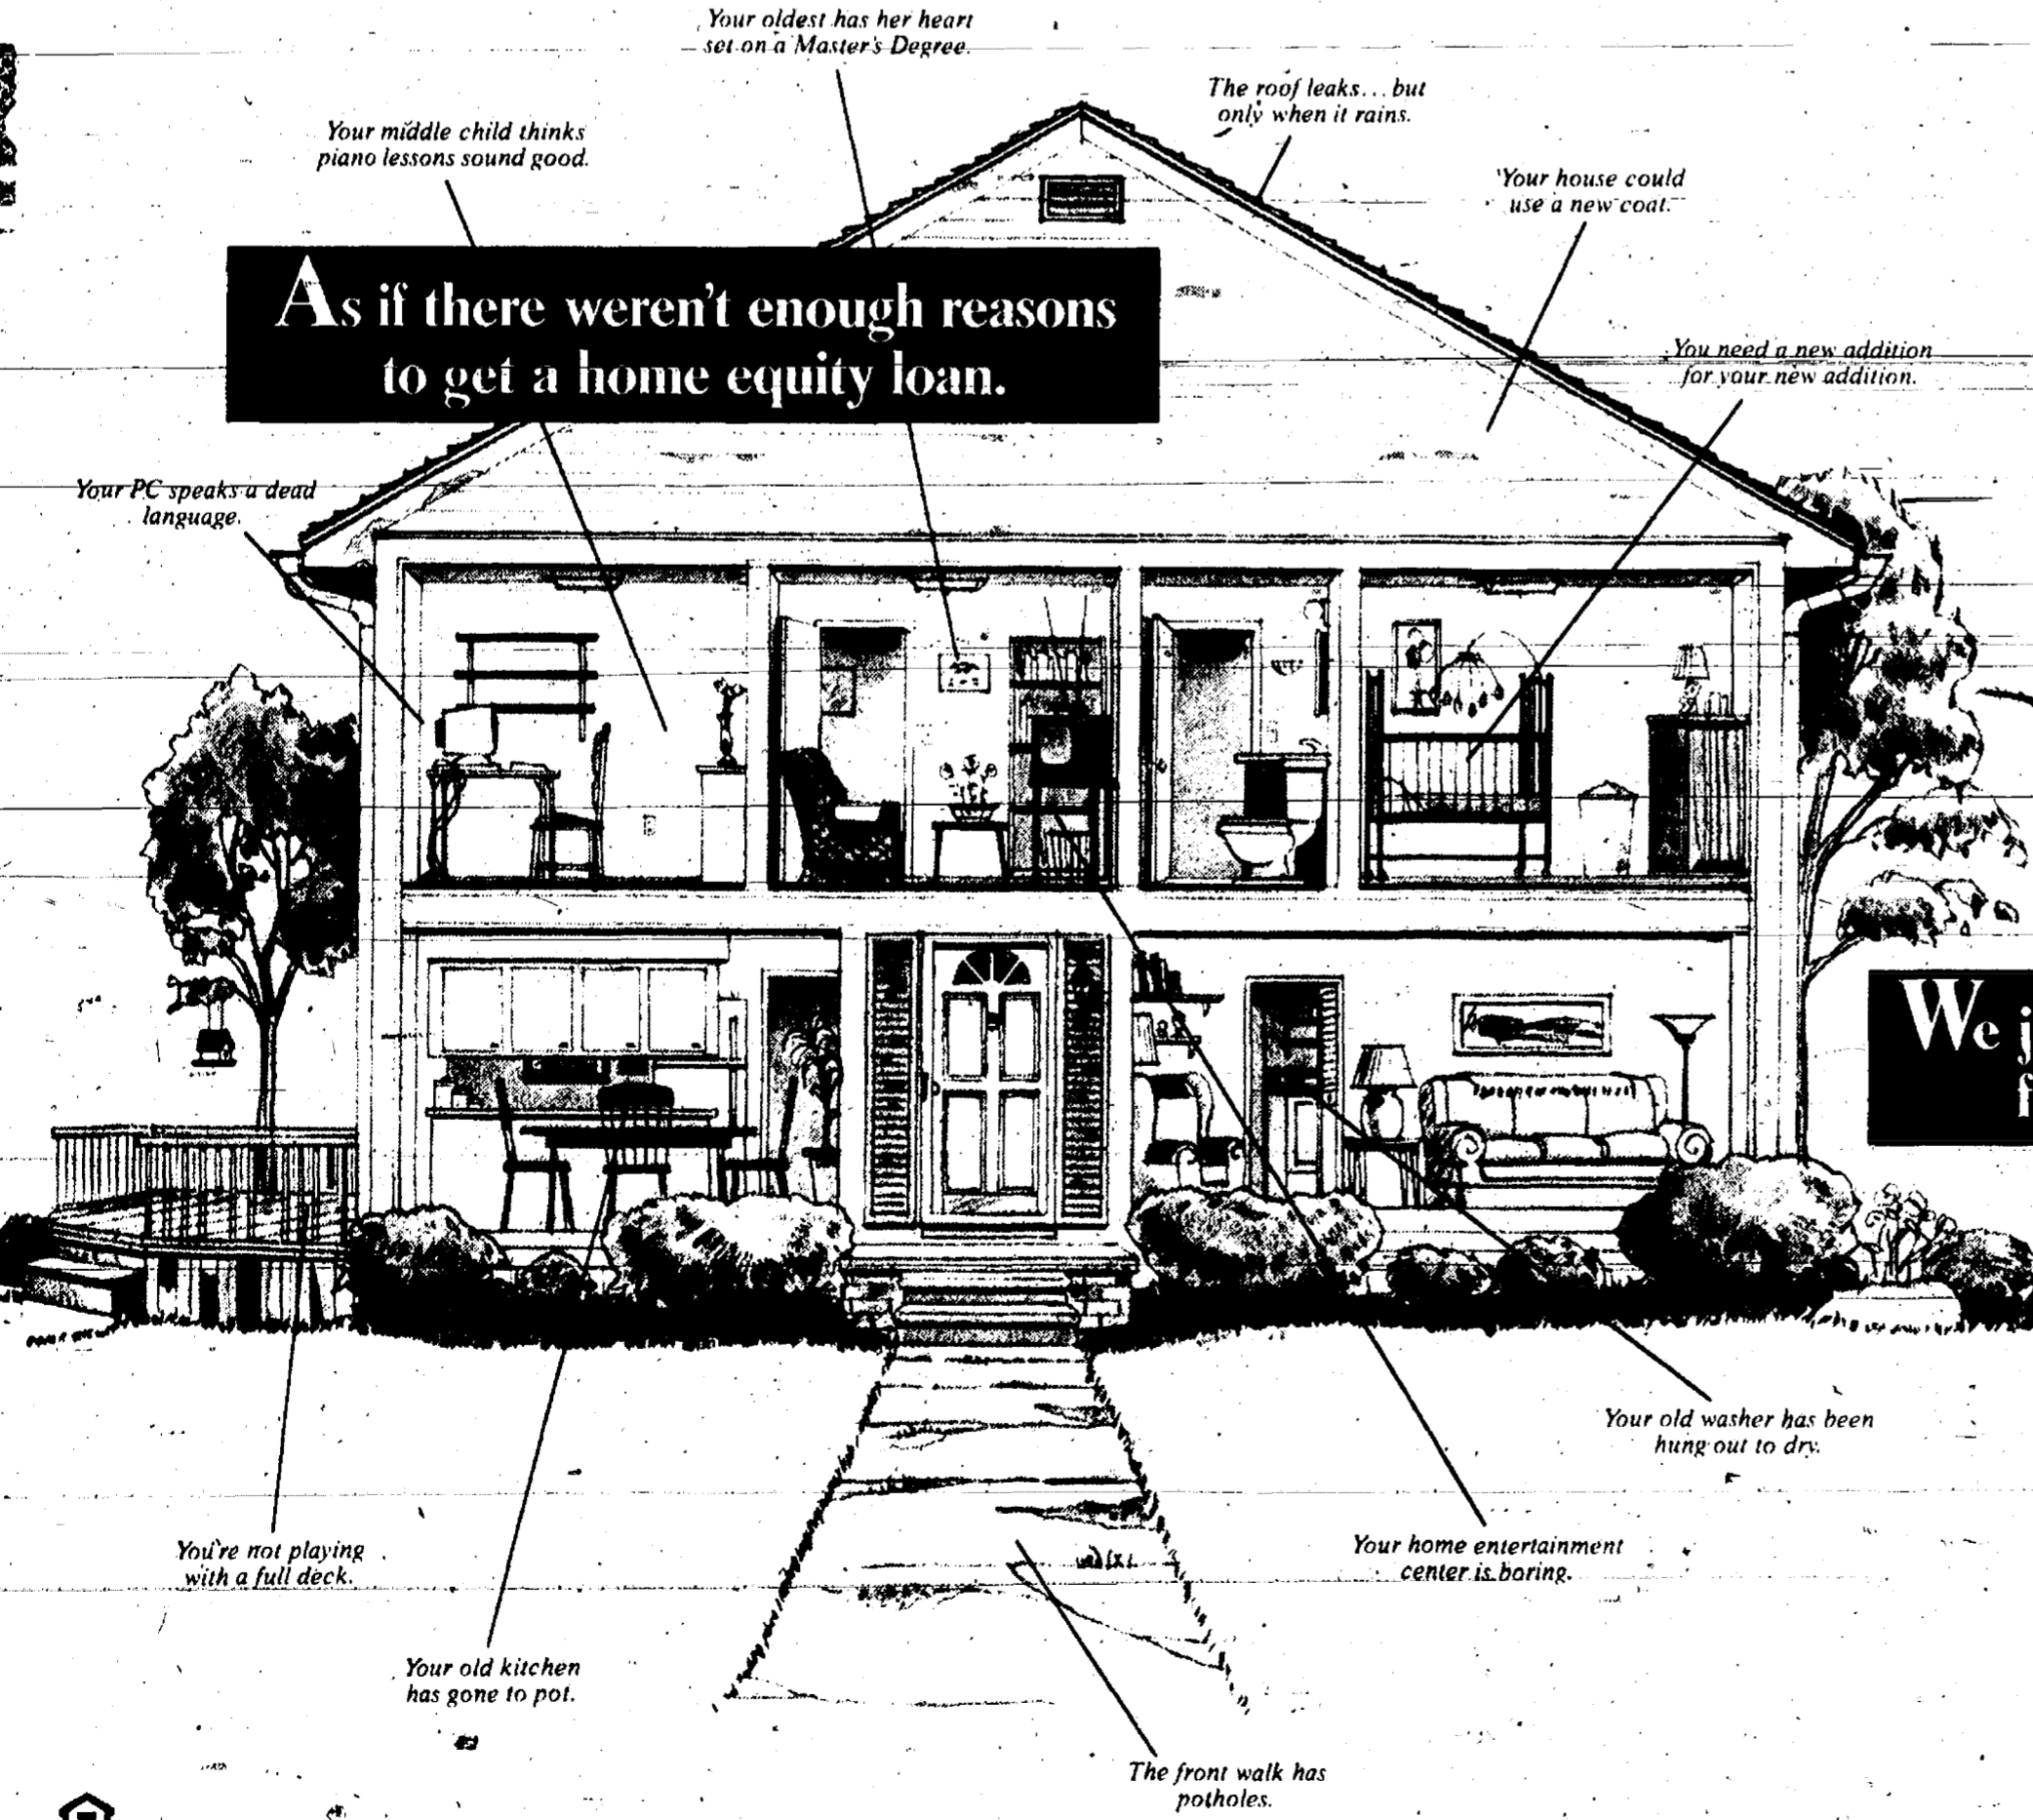 Your oldest has her heart
set on a Master's Degree.
The roof leaks...but
only when it rains.
Your middle child thinks
piano lessons sound good.
Your house could
use a new coat.
As if there weren't enough reasons
to get a home equity loan.
You need a new addition
for your new addition.
Your PC speaks a dead
language.
We j
f
Your old washer has been
hung out to dry.
You're not playing
with a full deck.
Your home entertainment
center is boring.
Your old kitchen
has gone to pot.
The front walk has
potholes.